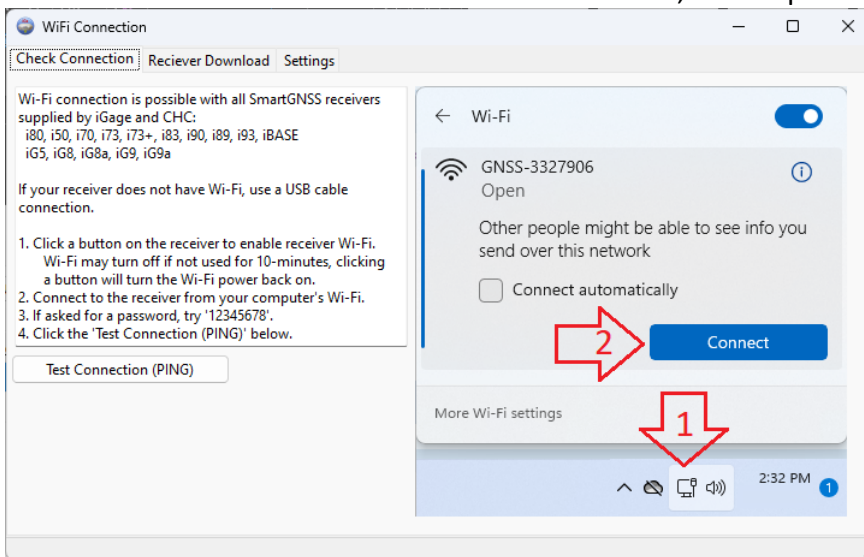 WiFi Connection
Check Connection Reciever Download Settings
Wi-Fi connection is possible with all SmartGNSS receivers
supplied by iGage and CHC:
i80, i50, i70, i73, i73+, i83, i90, i89, i93, iBASE
iG5, iG8, iG8a, iG9, iG9a
If your receiver does not have Wi-Fi, use a USB cable
connection.
1. Click a button on the receiver to enable receiver Wi-Fi.
Wi-Fi may turn off if not used for 10-minutes, clicking
a button will turn the Wi-Fi power back on.
2. Connect to the receiver from your computer's Wi-Fi.
3. If asked for a password, try '12345678'.
4. Click the 'Test Connection (PING)' below.
Test Connection (PING)
Wi-Fi
GNSS-3327906
Open
Other people might be able to see info you
send over this network
Connect automatically
2
Connect
More Wi-Fi settings
1
2:32 PM
1